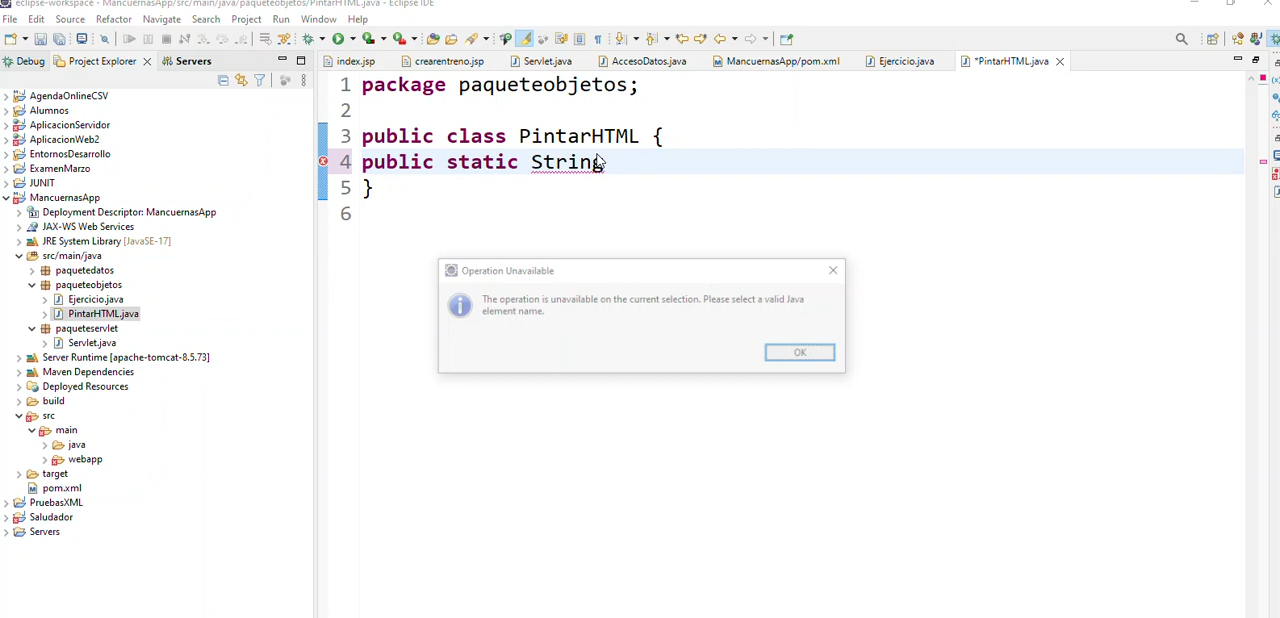 eclipse-workspace - MancuernasApp/src/main/java/paqueteobjetos/PintarHTML.java - Eclipse IDE
File Edit Source Refactor Navigate Search Project Run Window Help
Debug Project Explorer Servers
index.jsp crearentreno.jsp Servlet.java AccesoDatos.java MancuernasApp/pom.xml Ejercicio.java *PintarHTML.java
AgendaOnlineCSV
Alumnos
AplicacionServidor
AplicacionWeb2
EntornosDesarrollo
ExamenMarzo
JUNIT
MancuernasApp
Deployment Descriptor: MancuernasApp
JAX-WS Web Services
JRE System Library [JavaSE-17]
src/main/java
paquetedatos
paqueteobjetos
Ejercicio.java
PintarHTML.java
paqueteservlet
Servlet.java
Server Runtime [apache-tomcat-8.5.73]
Maven Dependencies
Deployed Resources
build
src
main
java
webapp
target
pom.xml
PruebasXML
Saludador
Servers
1 package paqueteobjetos;
2
3 public class PintarHTML {
4 public static String
5 }
6
Operation Unavailable
The operation is unavailable on the current selection. Please select a valid Java
element name.
OK